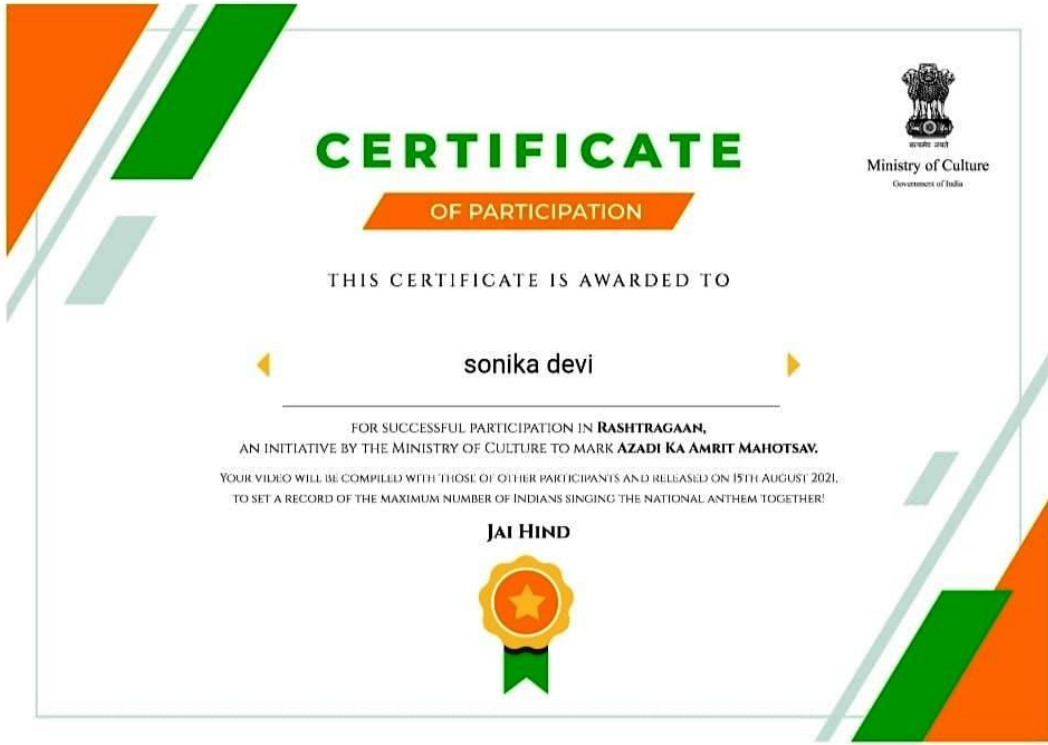 CERTIFICATE
OF PARTICIPATION
सत्यमेव जयते
Ministry of Culture
Government of India
THIS CERTIFICATE IS AWARDED TO
sonika devi
FOR SUCCESSFUL PARTICIPATION IN RASHTRAGAAN,
AN INITIATIVE BY THE MINISTRY OF CULTURE TO MARK AZADI KA AMRIT MAHOTSAV.
YOUR VIDEO WILL BE COMPILED WITH THOSE OF OTHER PARTICIPANTS AND RELEASED ON 15TH AUGUST 2021,
TO SET A RECORD OF THE MAXIMUM NUMBER OF INDIANS SINGING THE NATIONAL ANTHEM TOGETHER!
JAI HIND